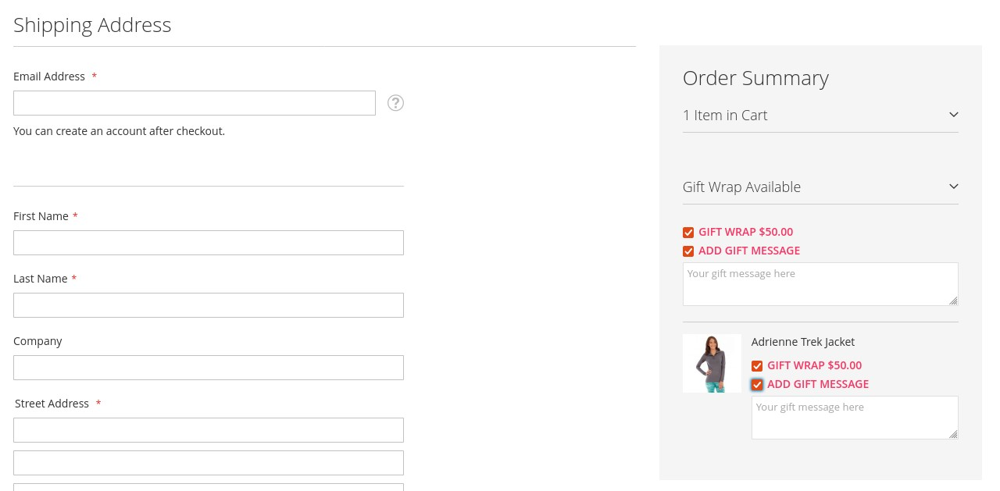 Shipping Address
Email Address *
?
You can create an account after checkout.
First Name *
Last Name *
Company
Street Address *
Order Summary
1 Item in Cart
Gift Wrap Available
GIFT WRAP $50.00
ADD GIFT MESSAGE
Your gift message here
Adrienne Trek Jacket
GIFT WRAP $50.00
ADD GIFT MESSAGE
Your gift message here